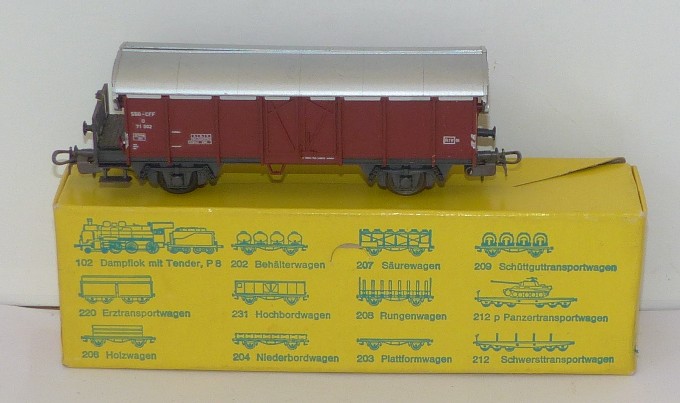 SBB-CFF
102 Dampflok mit Tender, P 8
202 Behälterwagen
207 Säurewagen
209 Schüttguttransportwagen
220 Erztransportwagen
231 Hochbordwagen
208 Rungenwagen
212 p Panzertransportwagen
206 Holzwagen
204 Niederbordwagen
203 Plattformwagen
212 Schwersttransportwagen